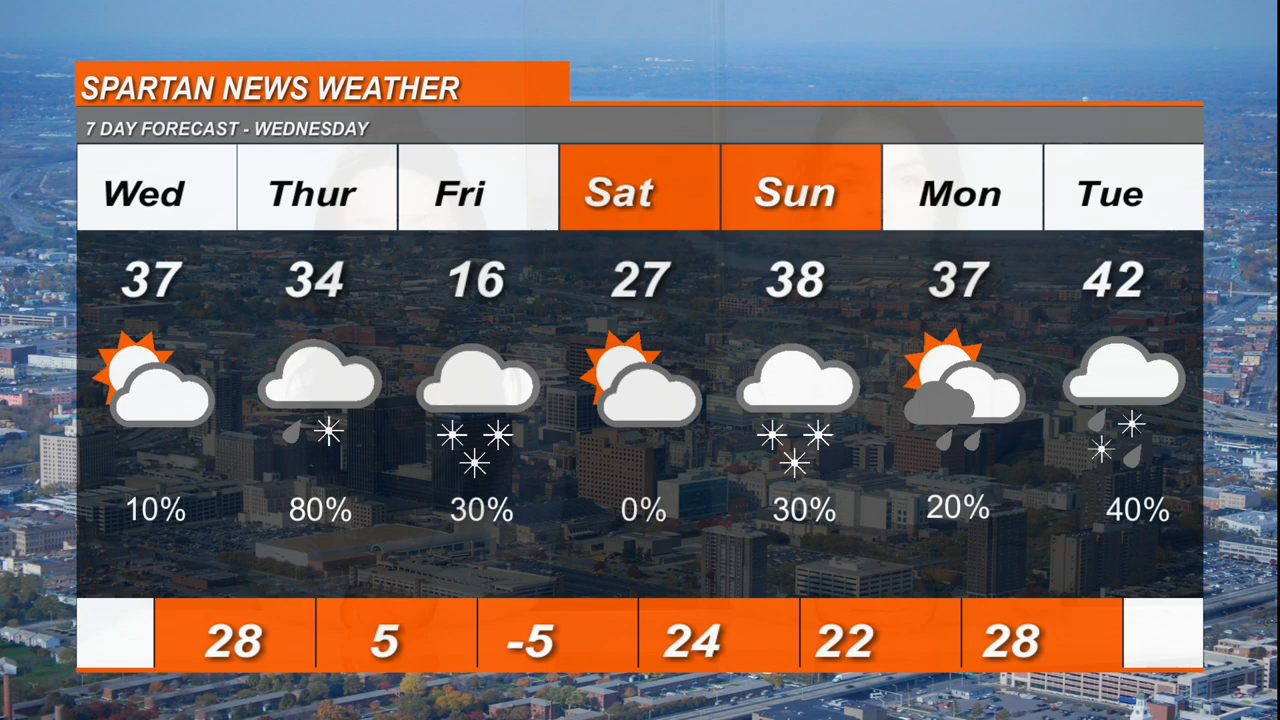 SPARTAN NEWS WEATHER
7 DAY FORECAST - WEDNESDAY
Wed Thur Fri Sat Sun Mon Tue
37 34 16 27 38 37 42
10% 80% 30% 0% 30% 20% 40%
28 5 -5 24 22 28